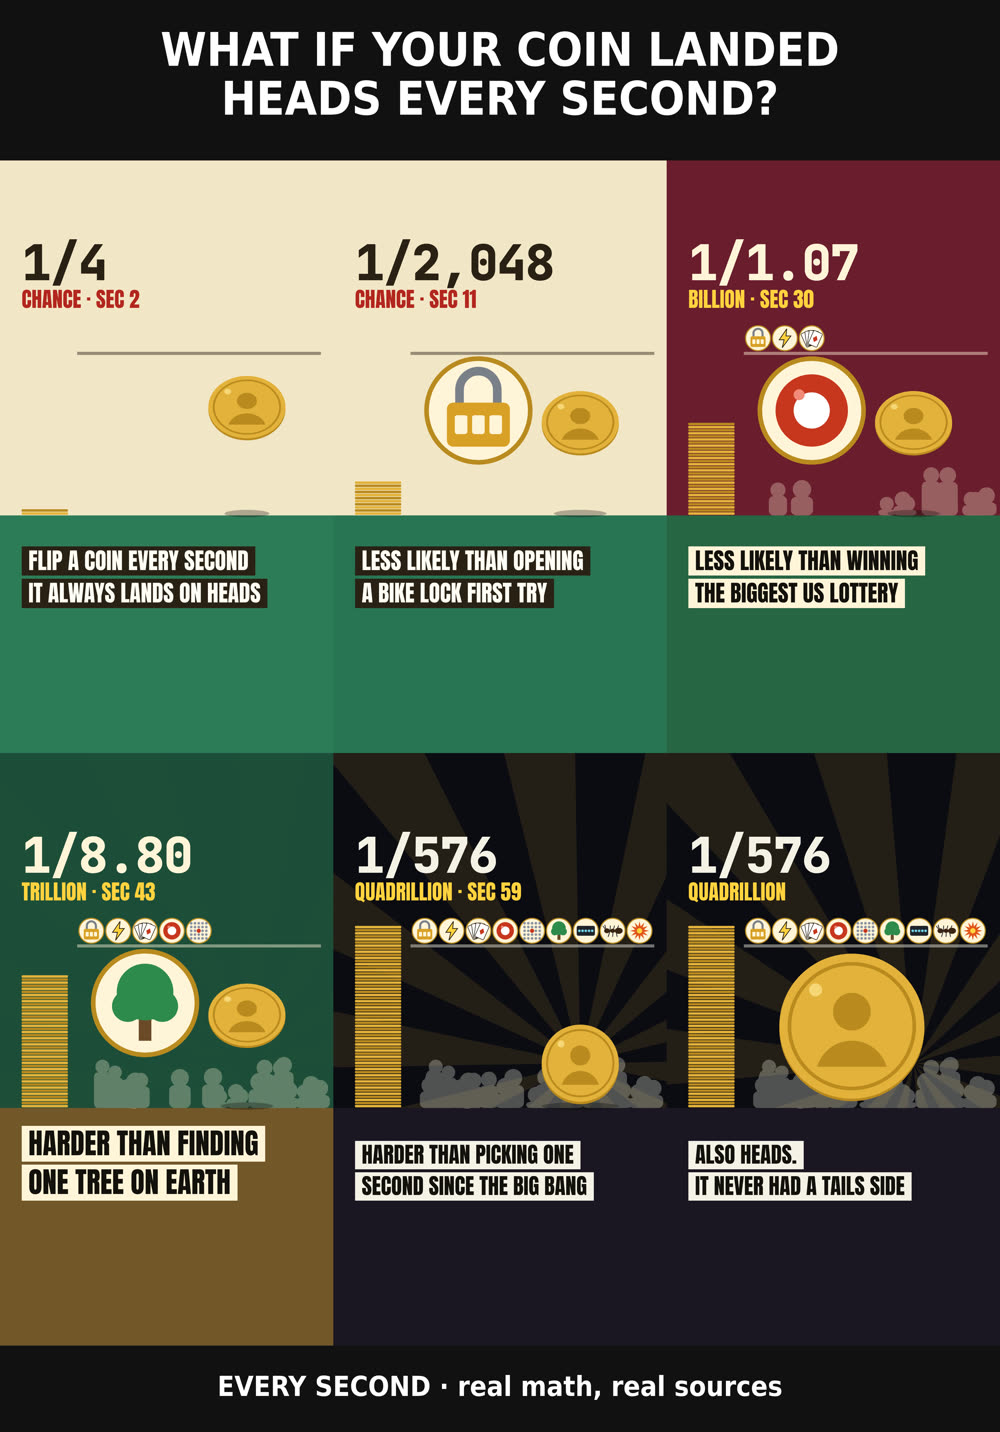 WHAT IF YOUR COIN LANDED
HEADS EVERY SECOND?
1/4
CHANCE · SEC 2
FLIP A COIN EVERY SECOND
IT ALWAYS LANDS ON HEADS
1/2,048
CHANCE · SEC 11
LESS LIKELY THAN OPENING
A BIKE LOCK FIRST TRY
1/1.07
BILLION · SEC 30
LESS LIKELY THAN WINNING
THE BIGGEST US LOTTERY
1/8.80
TRILLION · SEC 43
HARDER THAN FINDING
ONE TREE ON EARTH
1/576
QUADRILLION · SEC 59
HARDER THAN PICKING ONE
SECOND SINCE THE BIG BANG
1/576
QUADRILLION
ALSO HEADS.
IT NEVER HAD A TAILS SIDE
EVERY SECOND · real math, real sources